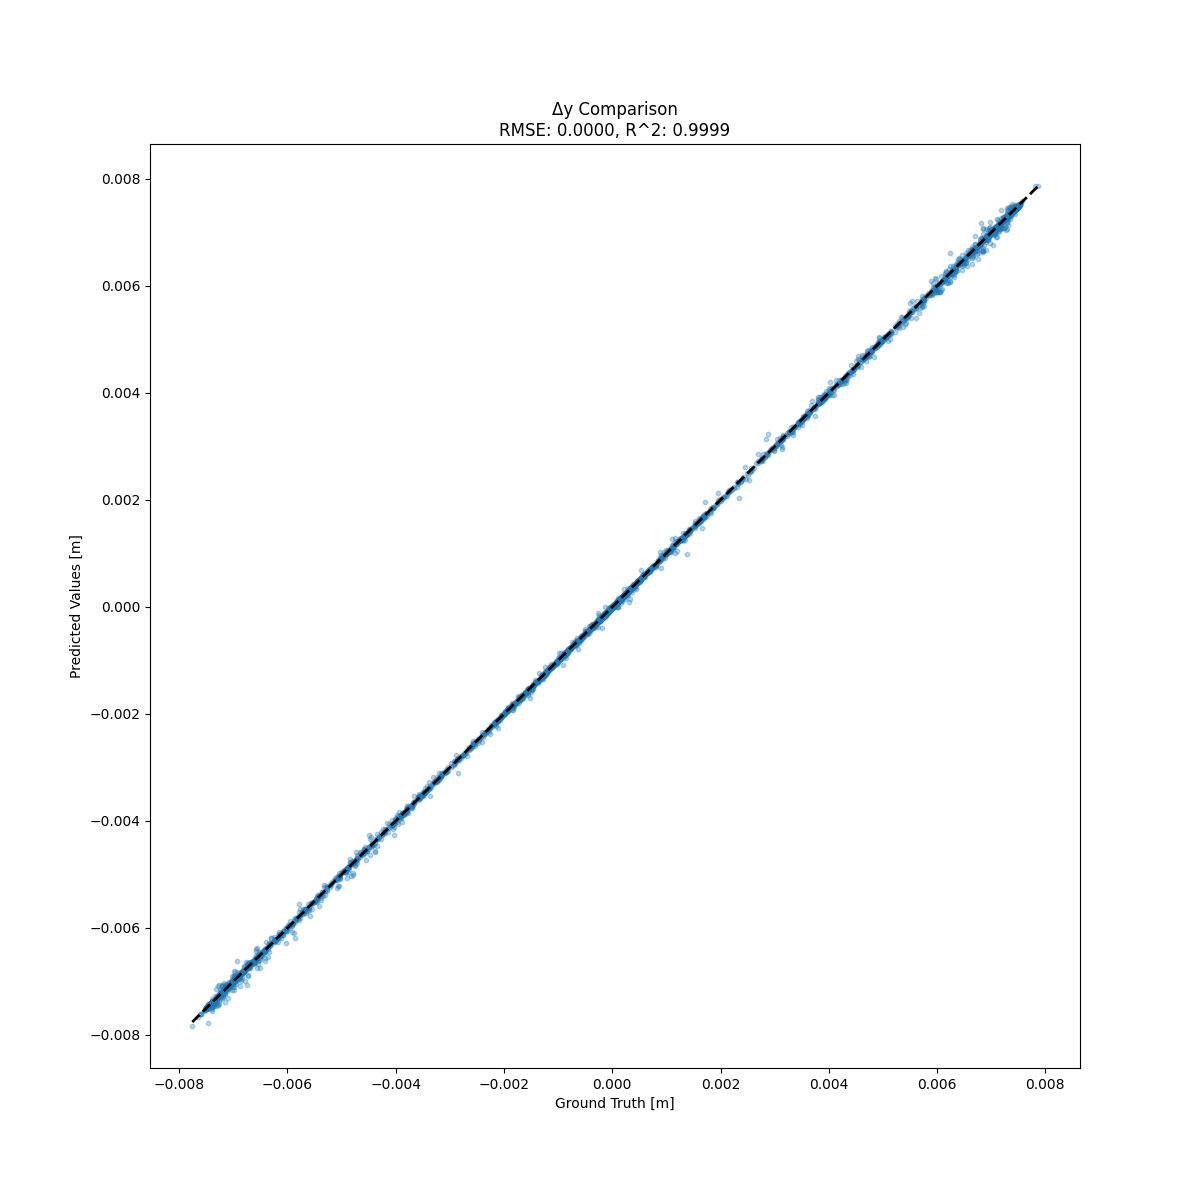 Δy Comparison
RMSE: 0.0000, R^2: 0.9999
0.008
0.006
0.004
0.002
0.000
−0.002
−0.004
−0.006
−0.008
Predicted Values [m]
−0.008 −0.006 −0.004 −0.002 0.000 0.002 0.004 0.006 0.008
Ground Truth [m]